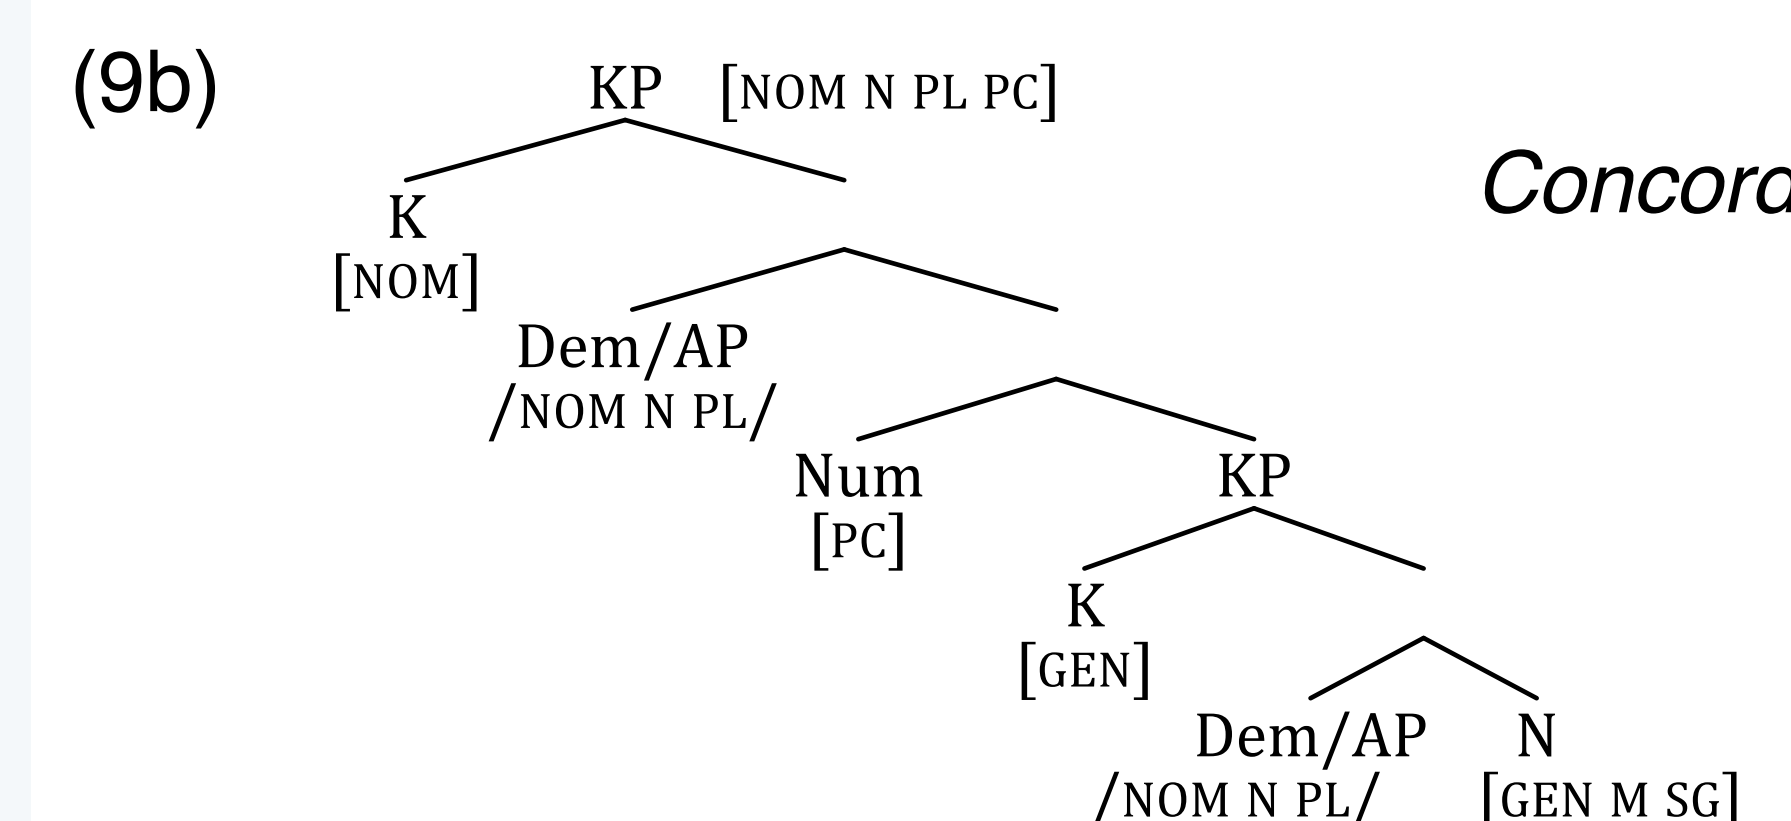 (9b) KP [NOM N PL PC]
K Concord
[NOM]
Dem/AP
/NOM N PL/
Num KP
[PC]
K
[GEN]
Dem/AP N
/NOM N PL/ [GEN M SG]